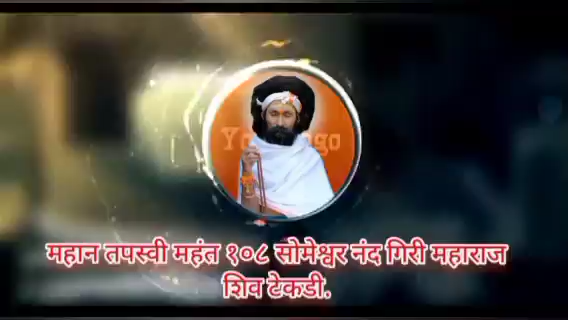 महान तपस्वी महंत १०८ सोमेश्वर नंद गिरी महाराज
शिव टेकडी.